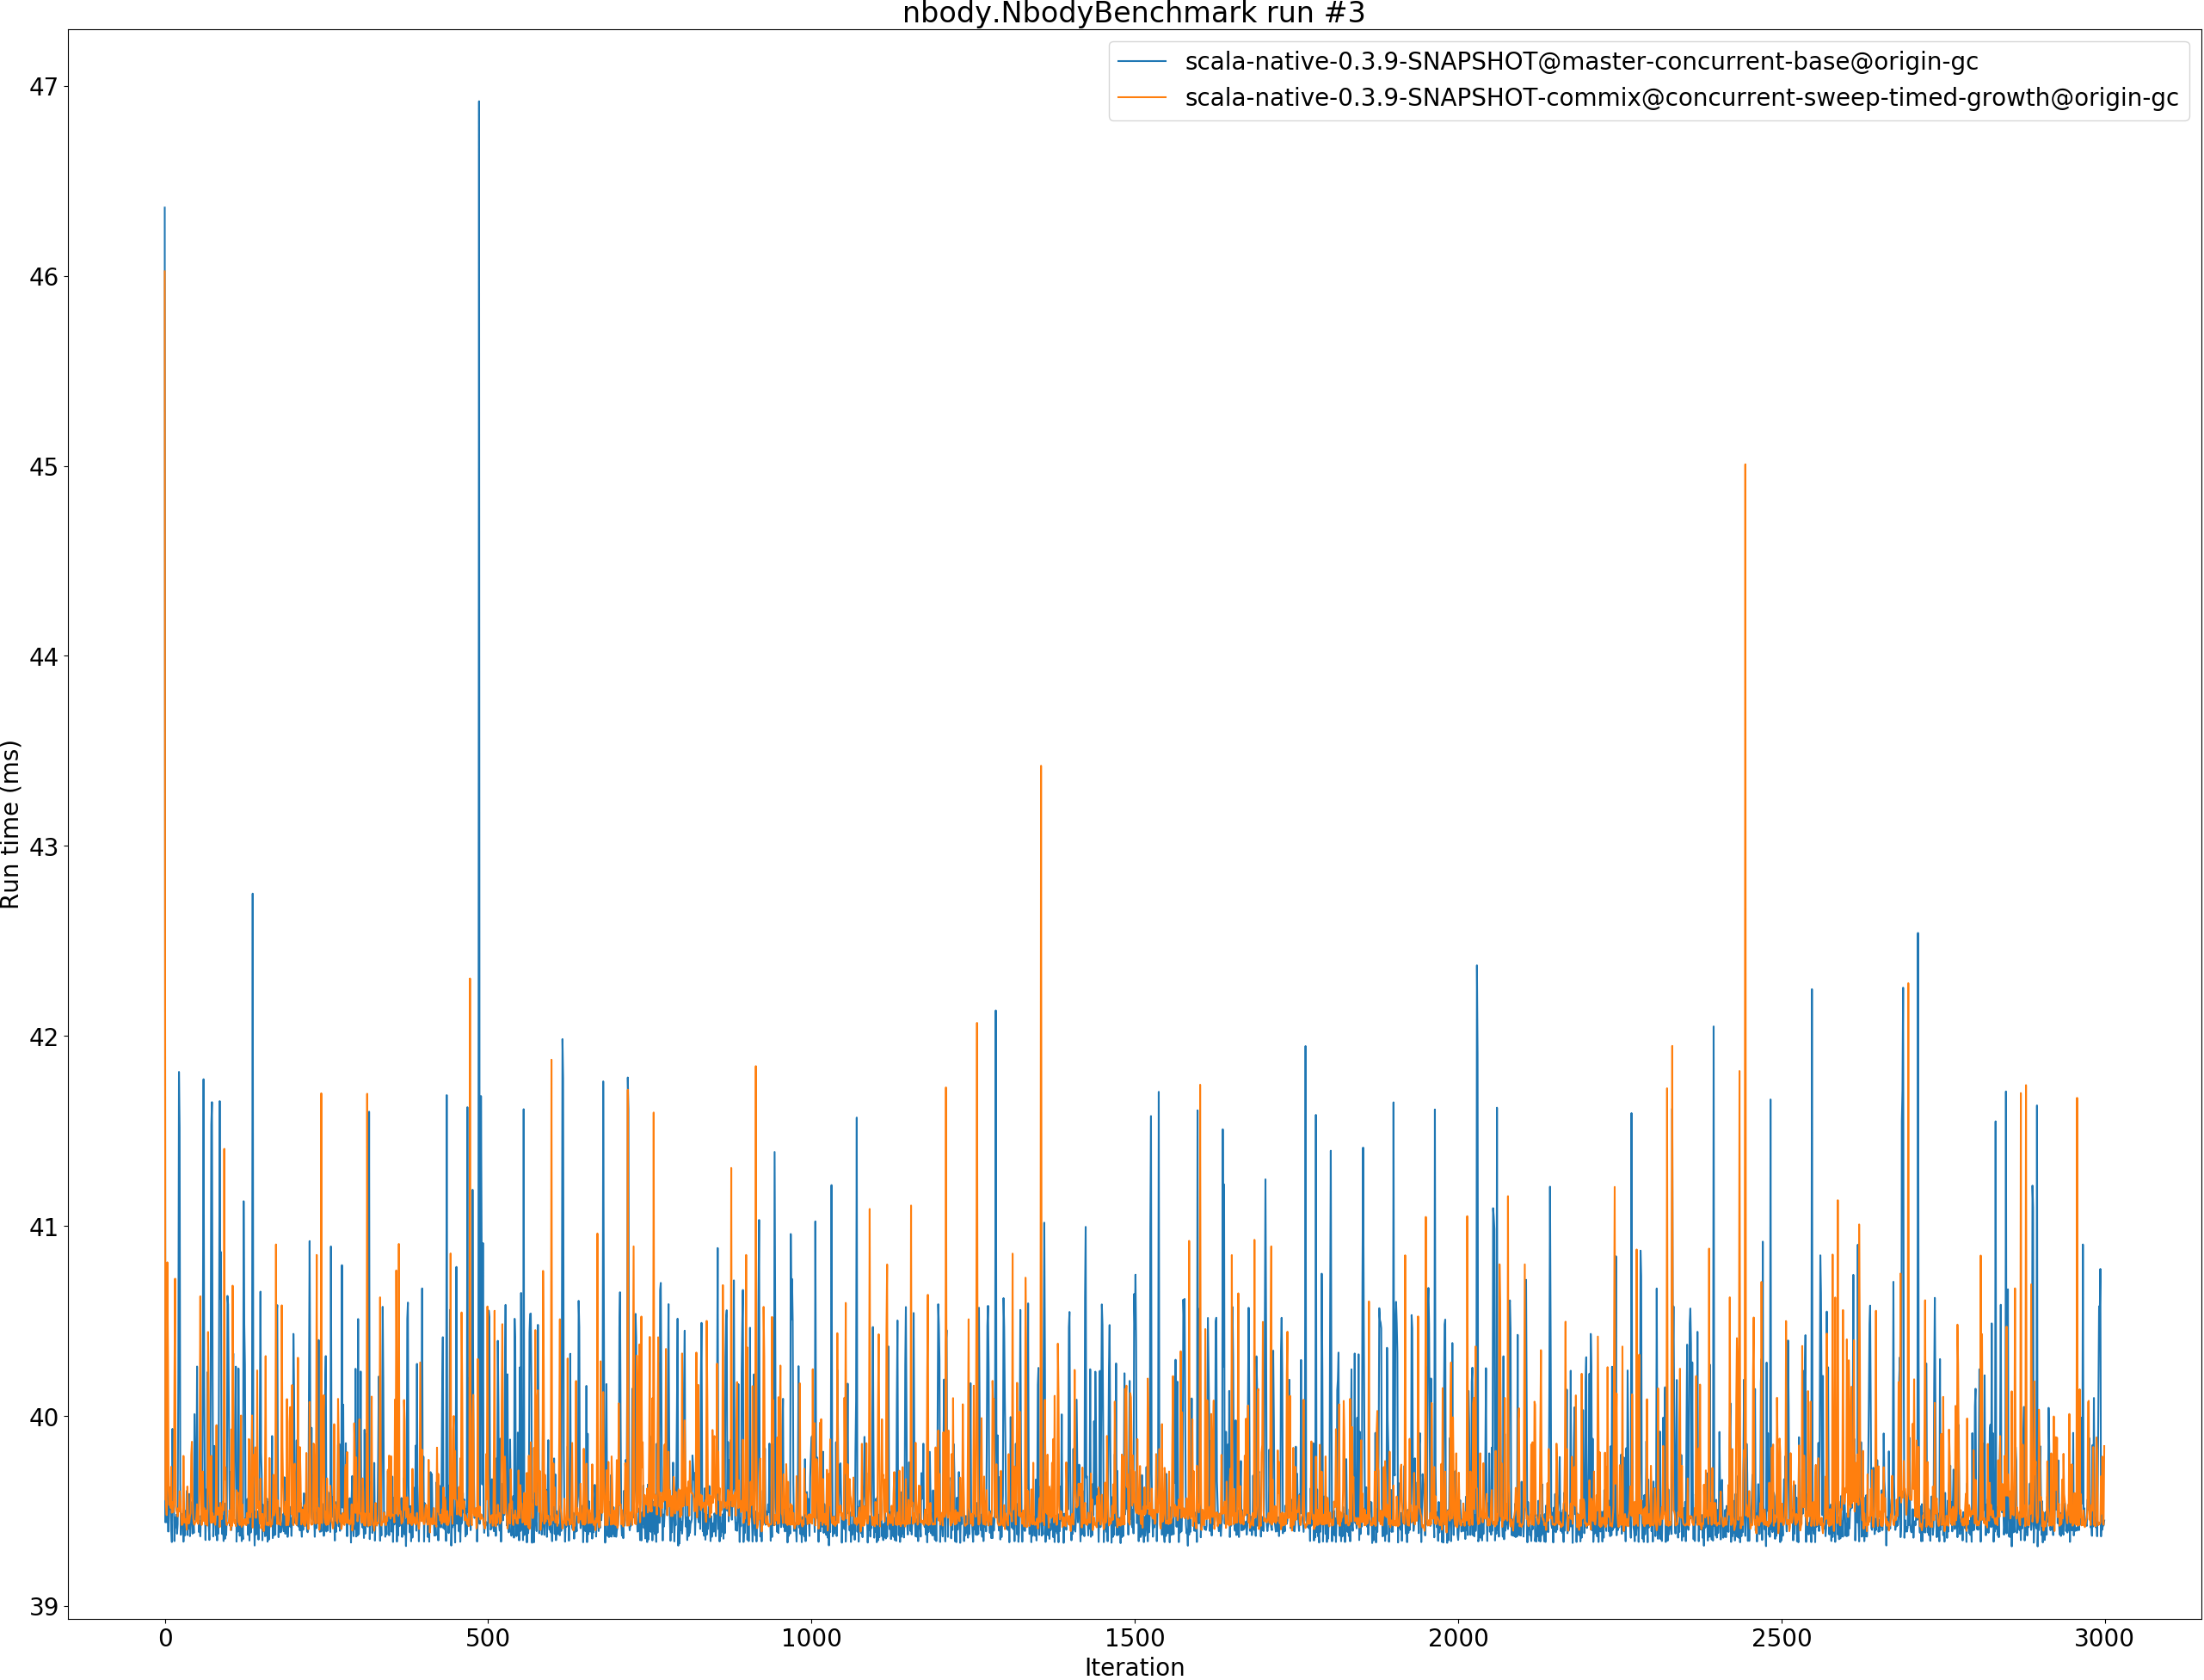 nbody.NbodyBenchmark run #3
scala-native-0.3.9-SNAPSHOT@master-concurrent-base@origin-gc
scala-native-0.3.9-SNAPSHOT-commix@concurrent-sweep-timed-growth@origin-gc
Run time (ms)
47
46
45
44
43
42
41
40
39
0 500 1000 1500 2000 2500 3000
Iteration